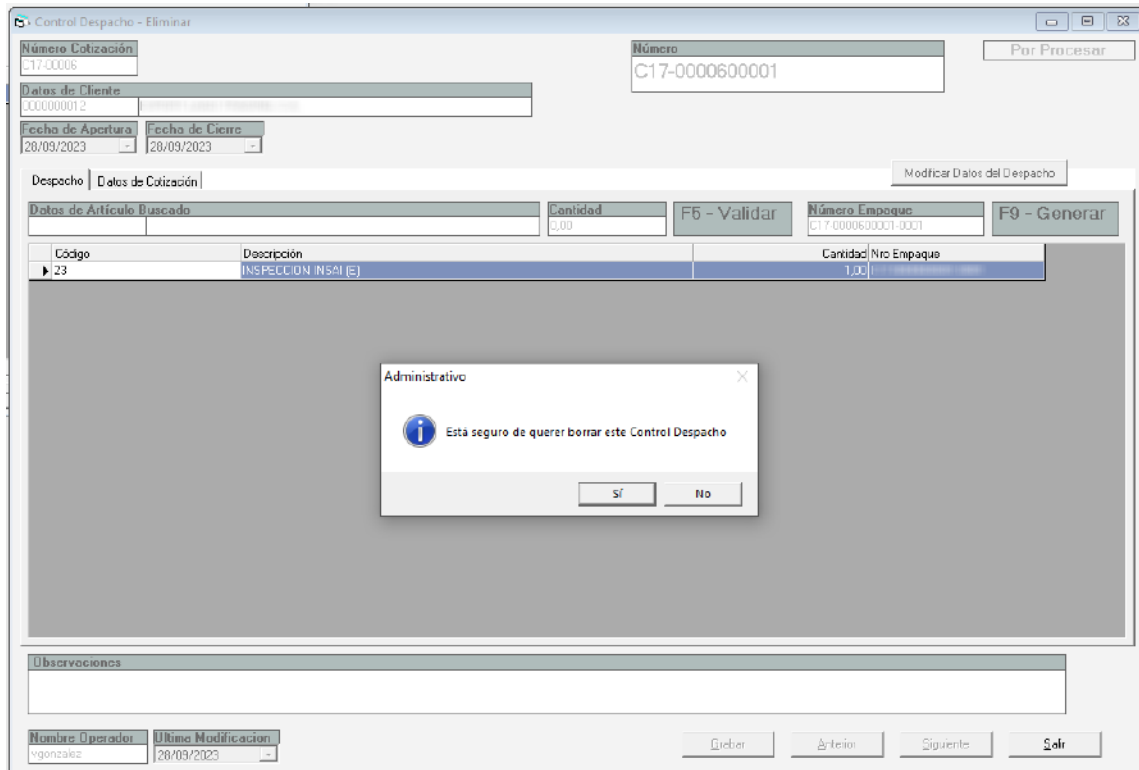 Control Despacho - Eliminar
Número Cotización
C17-00006
Número
C17-0000600001
Por Procesar
Datos de Cliente
0000000012
Fecha de Apertura Fecha de Cierre
28/09/2023 28/09/2023
Modificar Datos del Despacho
Despacho Datos de Cotización
Datos de Artículo Buscado Cantidad F5 - Validar Número Empaque F9 - Generar
0,00 C17-0000600001-0001
Código Descripción Cantidad Nro Empaque
23 INSPECCION INSAI (E) 1,00
Administrativo
Está seguro de querer borrar este Control Despacho
Sí No
Observaciones
Nombre Operador Ultima Modificacion
vgonzalez 28/09/2023
Grabar Anterior Siguiente Salir